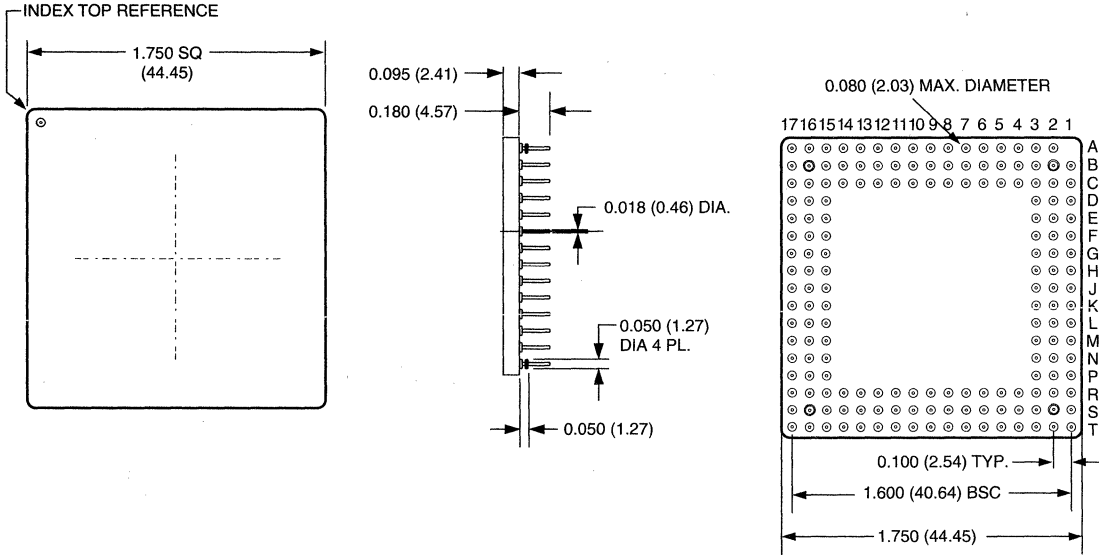 INDEX TOP REFERENCE
1.750 SQ
(44.45)
0.095 (2.41)
0.180 (4.57)
0.018 (0.46) DIA.
0.050 (1.27)
DIA 4 PL.
0.050 (1.27)
0.080 (2.03) MAX. DIAMETER
17 16 15 14 13 12 11 10 9 8 7 6 5 4 3 2 1
A
B
C
D
E
F
G
H
J
K
L
M
N
P
R
S
T
0.100 (2.54) TYP.
1.600 (40.64) BSC
1.750 (44.45)